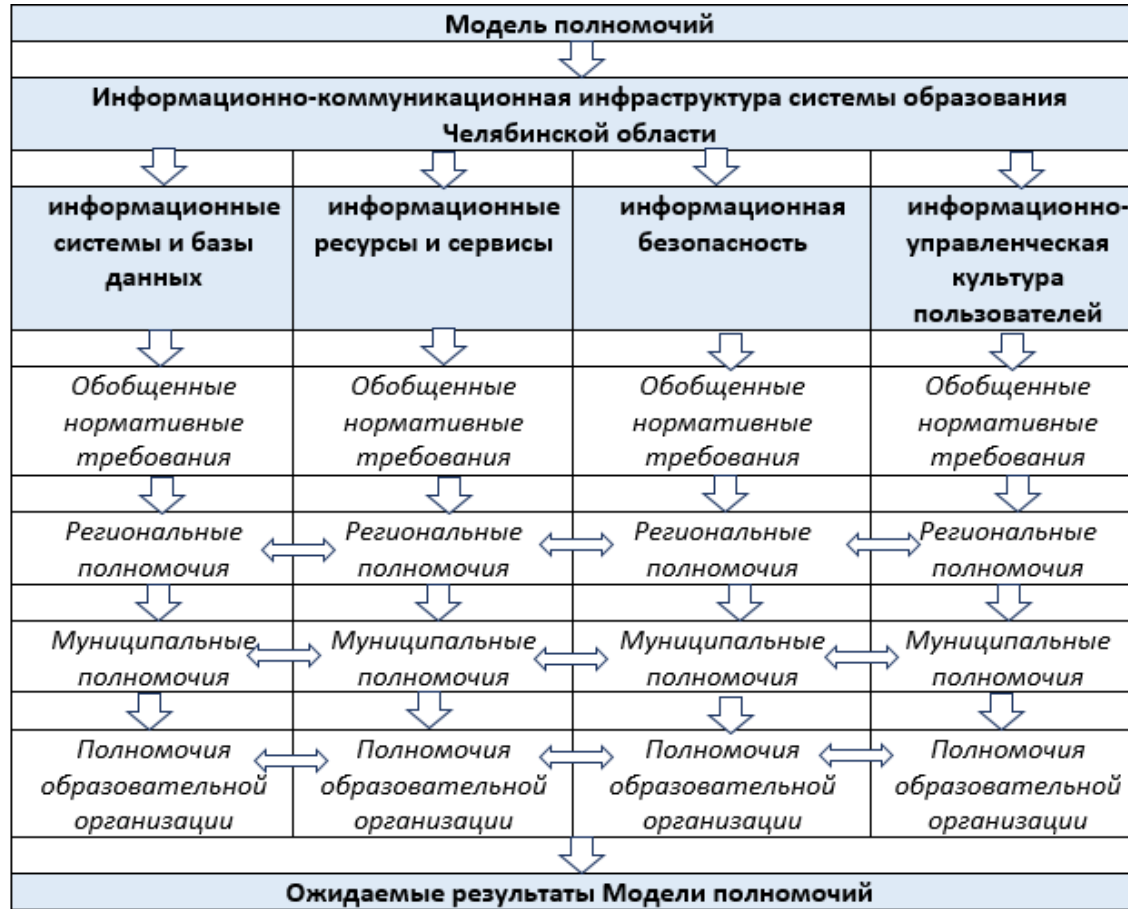 Модель полномочий
Информационно-коммуникационная инфраструктура системы образования
Челябинской области
информационные
системы и базы
данных
информационные
ресурсы и сервисы
информационная
безопасность
информационно-
управленческая
культура
пользователей
Обобщенные
нормативные
требования
Обобщенные
нормативные
требования
Обобщенные
нормативные
требования
Обобщенные
нормативные
требования
Региональные
полномочия
Региональные
полномочия
Региональные
полномочия
Региональные
полномочия
Муниципальные
полномочия
Муниципальные
полномочия
Муниципальные
полномочия
Муниципальные
полномочия
Полномочия
образовательной
организации
Полномочия
образовательной
организации
Полномочия
образовательной
организации
Полномочия
образовательной
организации
Ожидаемые результаты Модели полномочий